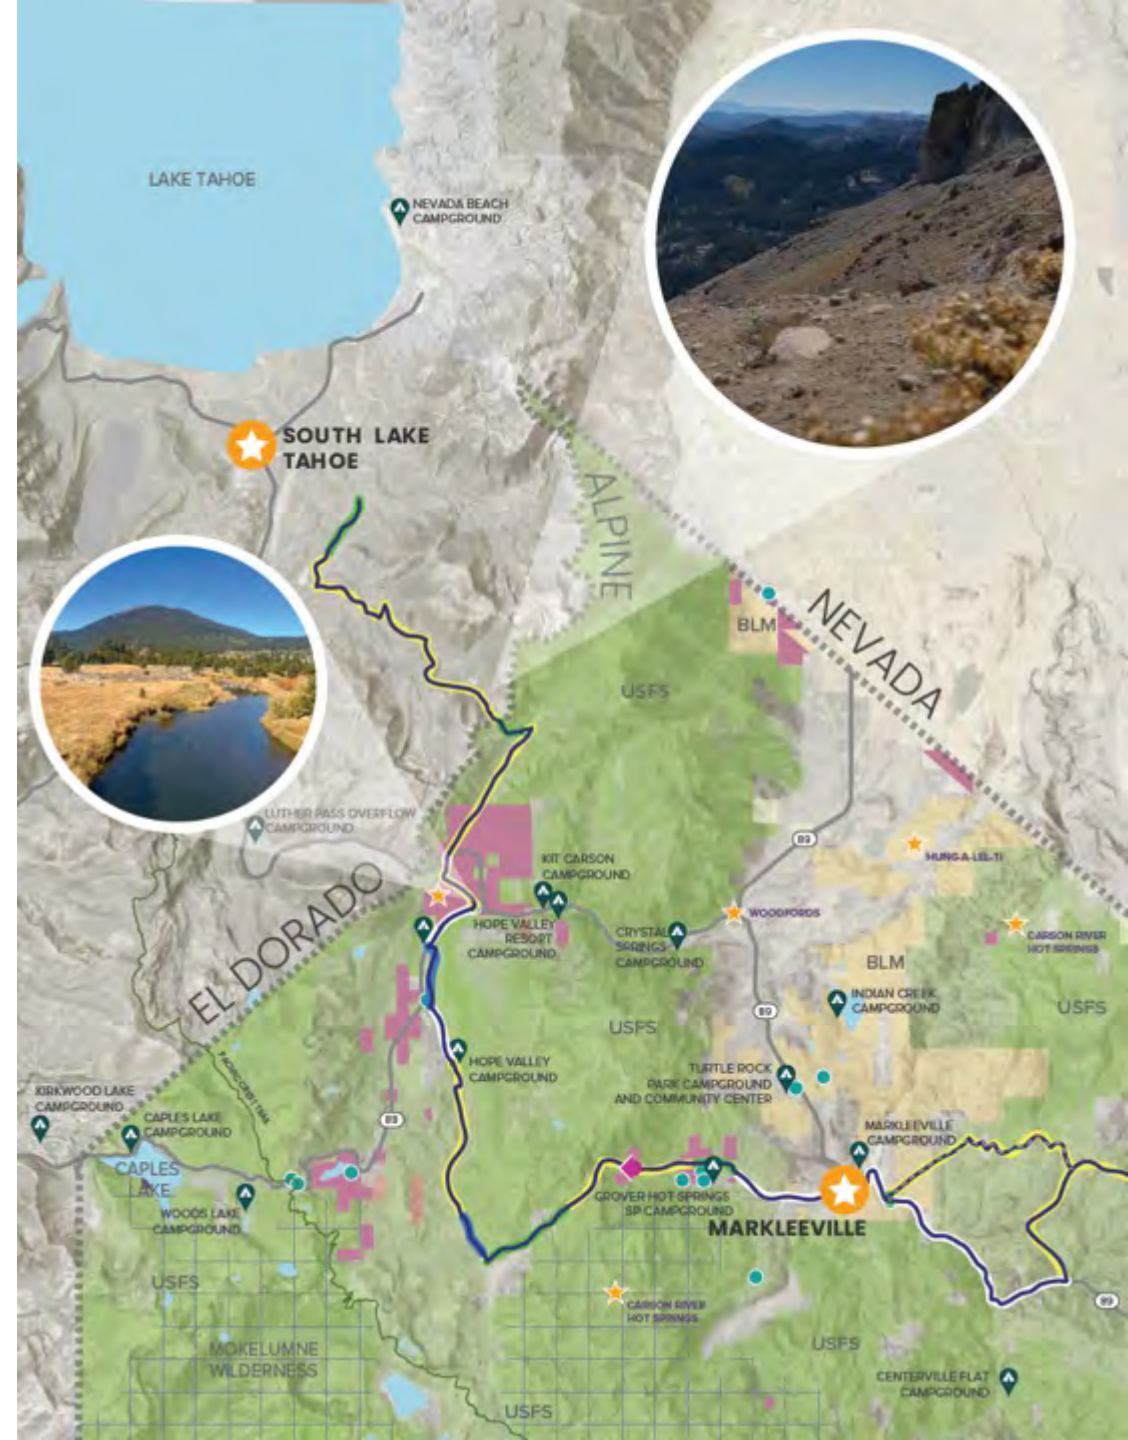 LAKE TAHOE
NEVADA BEACH
CAMPGROUND
SOUTH LAKE
TAHOE
ALPINE
NEVADA
BLM
USFS
LUTHER PASS OVERFLOW
CAMPGROUND
EL DORADO
KIT CARSON
CAMPGROUND
89
HUNG-A-LEL-TI
WOODFORDS
HOPE VALLEY
RESORT
CAMPGROUND
CRYSTAL
SPRINGS
CAMPGROUND
CARSON RIVER
HOT SPRINGS
BLM
INDIAN CREEK
CAMPGROUND
USFS
USFS
89
HOPE VALLEY
CAMPGROUND
TURTLE ROCK
PARK CAMPGROUND
AND COMMUNITY CENTER
PACIFIC CREST TRAIL
KIRKWOOD LAKE
CAMPGROUND
CAPLES LAKE
CAMPGROUND
88
MARKLEEVILLE
CAMPGROUND
CAPLES
LAKE
WOODS LAKE
CAMPGROUND
GROVER HOT SPRINGS
SP CAMPGROUND
MARKLEEVILLE
USFS
CARSON RIVER
HOT SPRINGS
89
MOKELUMNE
WILDERNESS
USFS
CENTERVILLE FLAT
CAMPGROUND
USFS